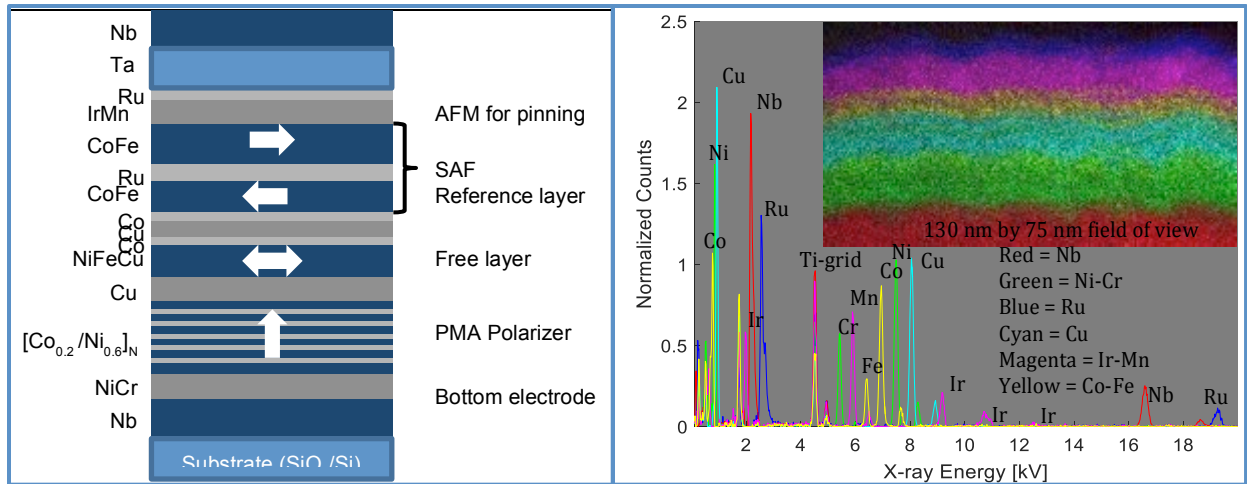 Nb
Ta
Ru
IrMn
CoFe
Ru
CoFe
Co
Cu
Co
NiFeCu
Cu
[Co0.2/Ni0.6]N
NiCr
Nb
Substrate (SiO /Si)
AFM for pinning
SAF
Reference layer
Free layer
PMA Polarizer
Bottom electrode
2.5
2
1.5
1
0.5
0
Normalized Counts
2
4
6
8
10
12
14
16
18
X-ray Energy [kV]
Cu
Nb
Ni
Ru
Co
Ti-grid
Ni
Co
Cu
Mn
Ir
Cr
Fe
Ir
Ir
Ir
Nb
Ru
130 nm by 75 nm field of view
Red = Nb
Green = Ni-Cr
Blue = Ru
Cyan = Cu
Magenta = Ir-Mn
Yellow = Co-Fe